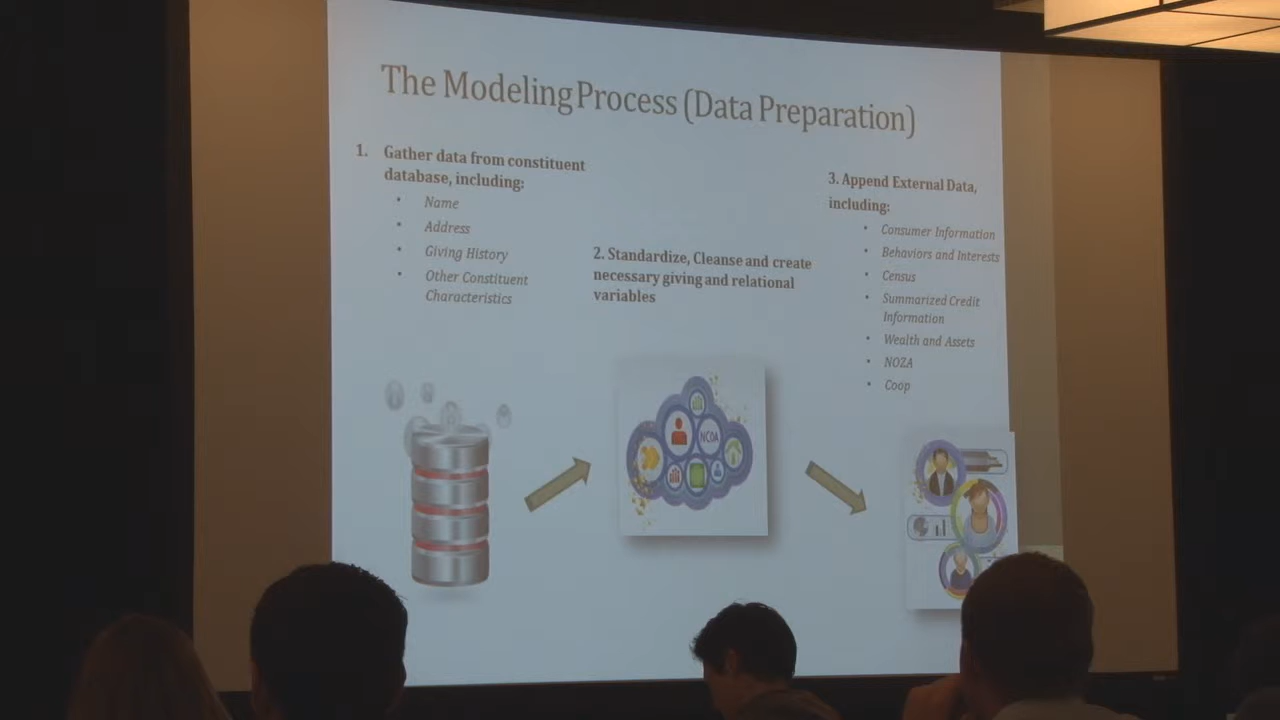 The Modeling Process (Data Preparation)
1. Gather data from constituent
database, including:
• Name
• Address
• Giving History
• Other Constituent
Characteristics
2. Standardize, Cleanse and create
necessary giving and relational
variables
3. Append External Data,
including:
• Consumer Information
• Behaviors and Interests
• Census
• Summarized Credit
Information
• Wealth and Assets
• NOZA
• Coop
NCOA